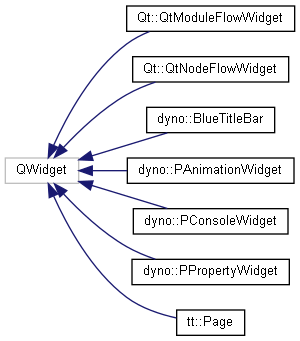 Qt::QtModuleFlowWidget
Qt::QtNodeFlowWidget
dyno::BlueTitleBar
QWidget
dyno::PAnimationWidget
dyno::PConsoleWidget
dyno::PPropertyWidget
tt::Page